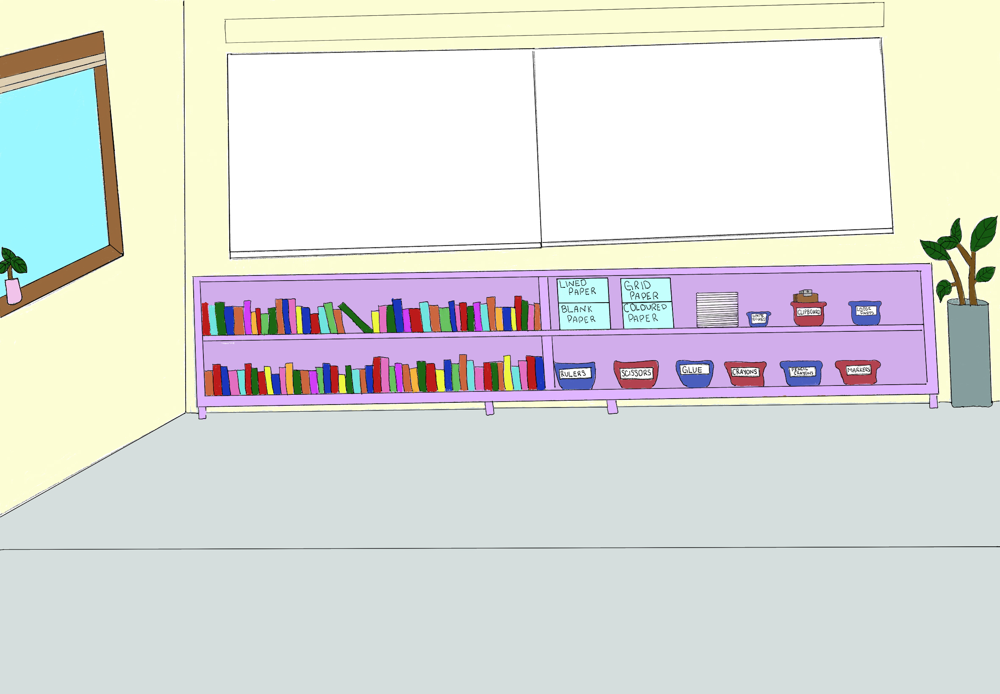 LINED
PAPER
BLANK
PAPER
GRID
PAPER
COLOURED
PAPER
WHITE
BOARD
CLIPBOARD
LOOSE
PARTS
RULERS
SCISSORS
GLUE
CRAYONS
PENCIL
CRAYONS
MARKERS